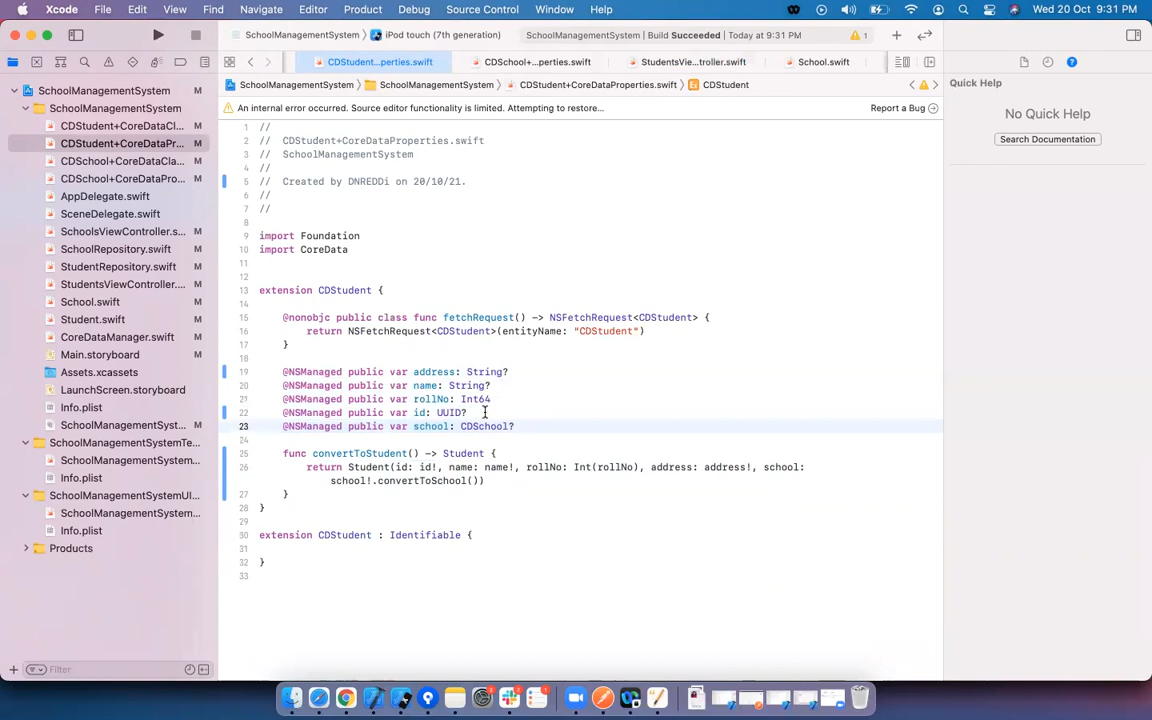 Xcode File Edit View Find Navigate Editor Product Debug Source Control Window Help Wed 20 Oct 9:31 PM
SchoolManagementSystem iPod touch (7th generation) SchoolManagementSystem | Build Succeeded | Today at 9:31 PM 1
CDStudent...perties.swift CDSchool+...perties.swift StudentsVie...troller.swift School.swift
SchoolManagementSystem M
SchoolManagementSystem SchoolManagementSystem CDStudent+CoreDataProperties.swift CDStudent
An internal error occurred. Source editor functionality is limited. Attempting to restore... Report a Bug
Quick Help
No Quick Help
Search Documentation
SchoolManagementSystem
CDStudent+CoreDataCl... M
CDStudent+CoreDataPr... M
CDSchool+CoreDataCla... M
CDSchool+CoreDataPro... M
AppDelegate.swift
SceneDelegate.swift
SchoolsViewController.s... M
SchoolRepository.swift M
StudentRepository.swift M
StudentsViewController.... M
School.swift M
Student.swift M
CoreDataManager.swift M
Main.storyboard M
Assets.xcassets
LaunchScreen.storyboard
Info.plist
SchoolManagementSyst... M
SchoolManagementSystemTe...
SchoolManagementSystem...
Info.plist
SchoolManagementSystemUI...
SchoolManagementSystem...
Info.plist
Products
Filter
1 //
2 // CDStudent+CoreDataProperties.swift
3 // SchoolManagementSystem
4 //
5 // Created by DNREDDi on 20/10/21.
6 //
7 //
8
9 import Foundation
10 import CoreData
11
12
13 extension CDStudent {
14
15 @nonobjc public class func fetchRequest() -> NSFetchRequest<CDStudent> {
16 return NSFetchRequest<CDStudent>(entityName: "CDStudent")
17 }
18
19 @NSManaged public var address: String?
20 @NSManaged public var name: String?
21 @NSManaged public var rollNo: Int64
22 @NSManaged public var id: UUID?
23 @NSManaged public var school: CDSchool?
24
25 func convertToStudent() -> Student {
26 return Student(id: id!, name: name!, rollNo: Int(rollNo), address: address!, school:
school!.convertToSchool())
27 }
28 }
29
30 extension CDStudent : Identifiable {
31
32 }
33